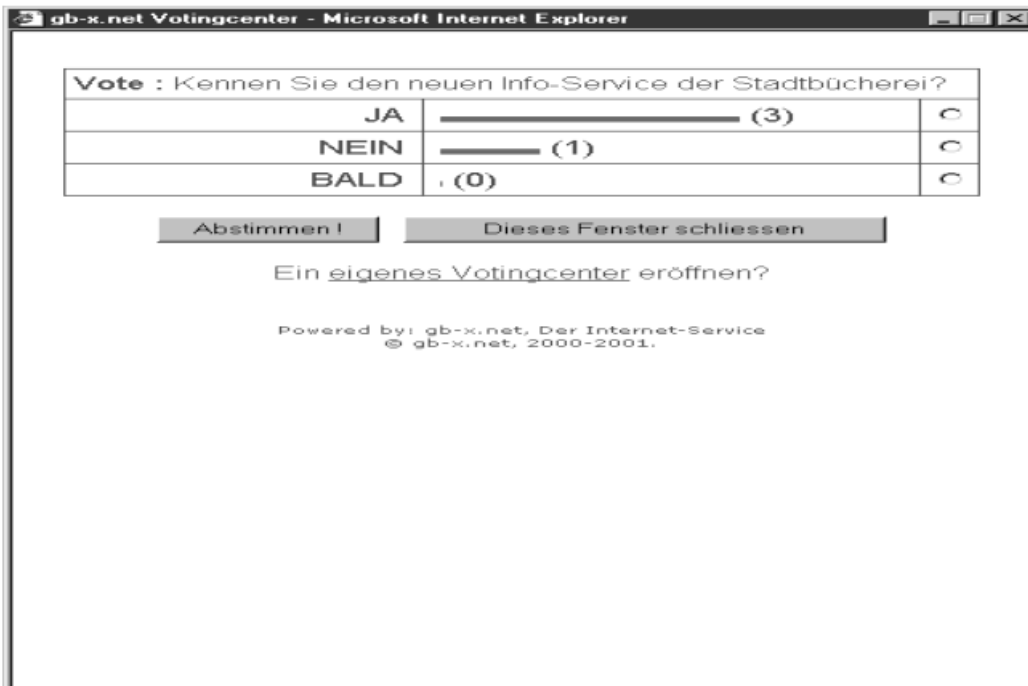 gb-x.net Votingcenter - Microsoft Internet Explorer
Vote : Kennen Sie den neuen Info-Service der Stadtbücherei?
JA (3)
NEIN (1)
BALD (0)
Abstimmen ! Dieses Fenster schliessen
Ein eigenes Votingcenter eröffnen?
Powered by: gb-x.net, Der Internet-Service
© gb-x.net, 2000-2001.